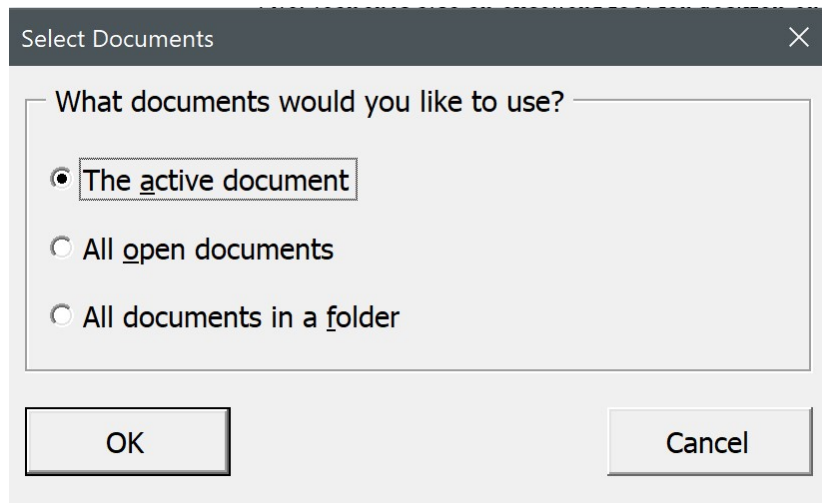 Select Documents
What documents would you like to use?
The active document
All open documents
All documents in a folder
OK
Cancel